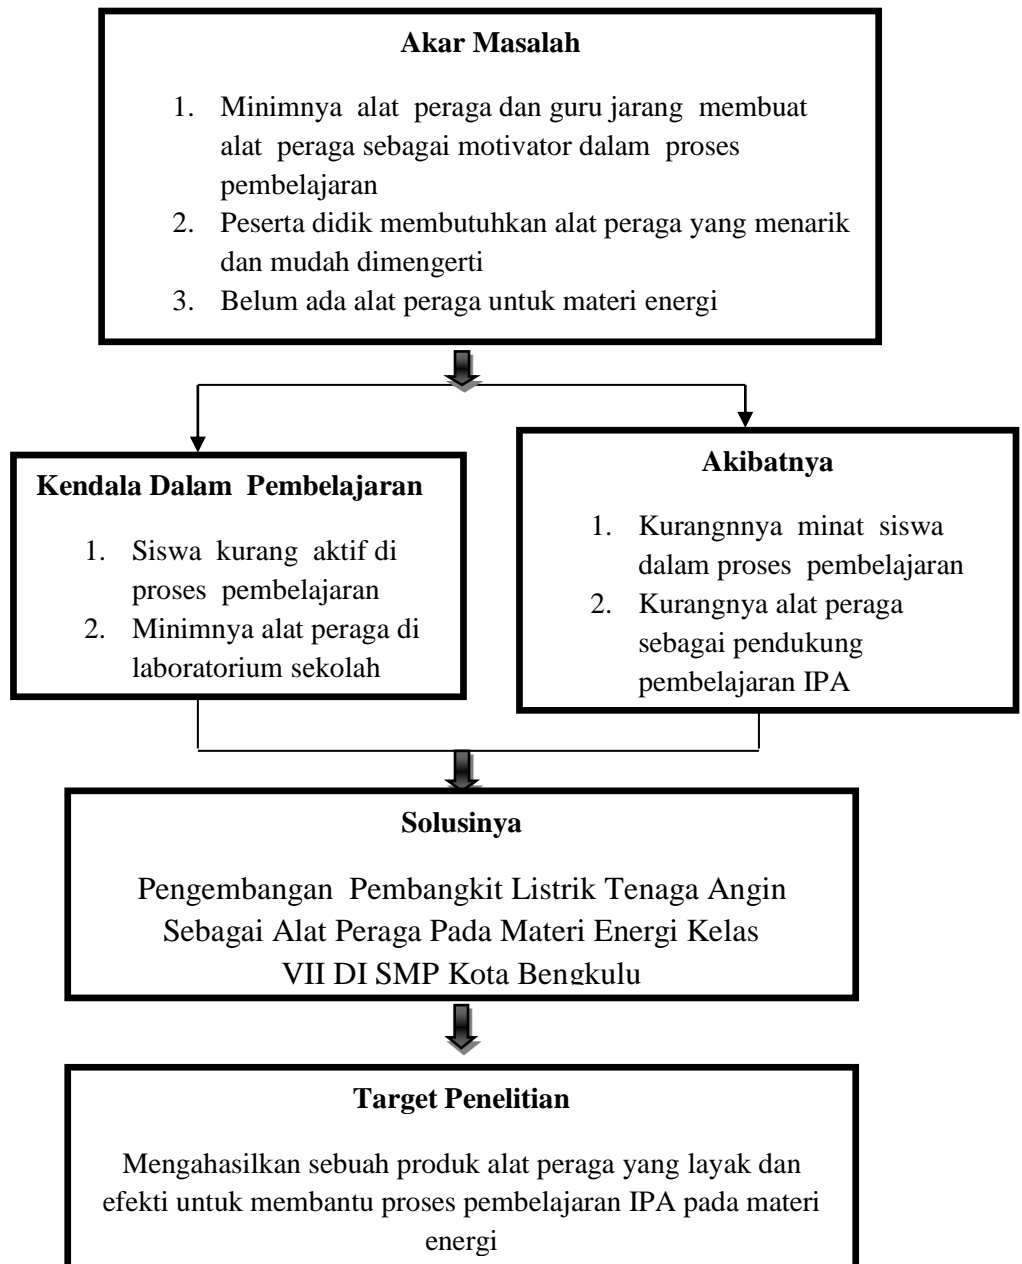 Akar Masalah
1. Minimnya alat peraga dan guru jarang membuat
alat peraga sebagai motivator dalam proses
pembelajaran
2. Peserta didik membutuhkan alat peraga yang menarik
dan mudah dimengerti
3. Belum ada alat peraga untuk materi energi
Kendala Dalam Pembelajaran
1. Siswa kurang aktif di
proses pembelajaran
2. Minimnya alat peraga di
laboratorium sekolah
Akibatnya
1. Kurangnnya minat siswa
dalam proses pembelajaran
2. Kurangnya alat peraga
sebagai pendukung
pembelajaran IPA
Solusinya
Pengembangan Pembangkit Listrik Tenaga Angin
Sebagai Alat Peraga Pada Materi Energi Kelas
VII DI SMP Kota Bengkulu
Target Penelitian
Mengahasilkan sebuah produk alat peraga yang layak dan
efekti untuk membantu proses pembelajaran IPA pada materi
energi